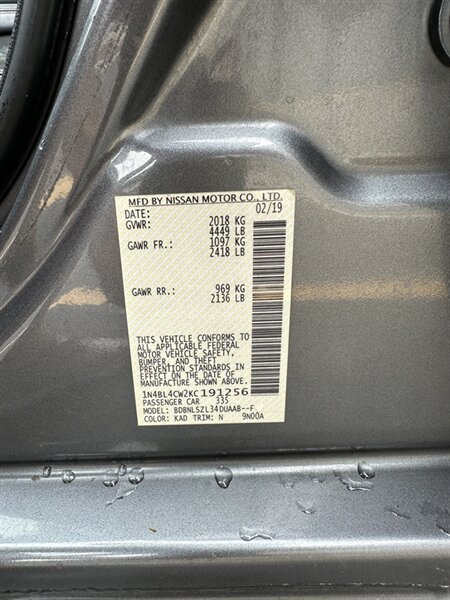 MFD BY NISSAN MOTOR CO., LTD.
DATE: 02/19
GVWR: 2018 KG
4449 LB
GAWR FR.: 1097 KG
2418 LB
GAWR RR.: 969 KG
2136 LB
THIS VEHICLE CONFORMS TO
ALL APPLICABLE FEDERAL
MOTOR VEHICLE SAFETY,
BUMPER, AND THEFT
PREVENTION STANDARDS IN
EFFECT ON THE DATE OF
MANUFACTURE SHOWN ABOVE.
1N4BL4CW2KC191256
PASSENGER CAR 335
MODEL: BDBNLSZL34DUAAB--F
COLOR: KAD TRIM: N 9N00A